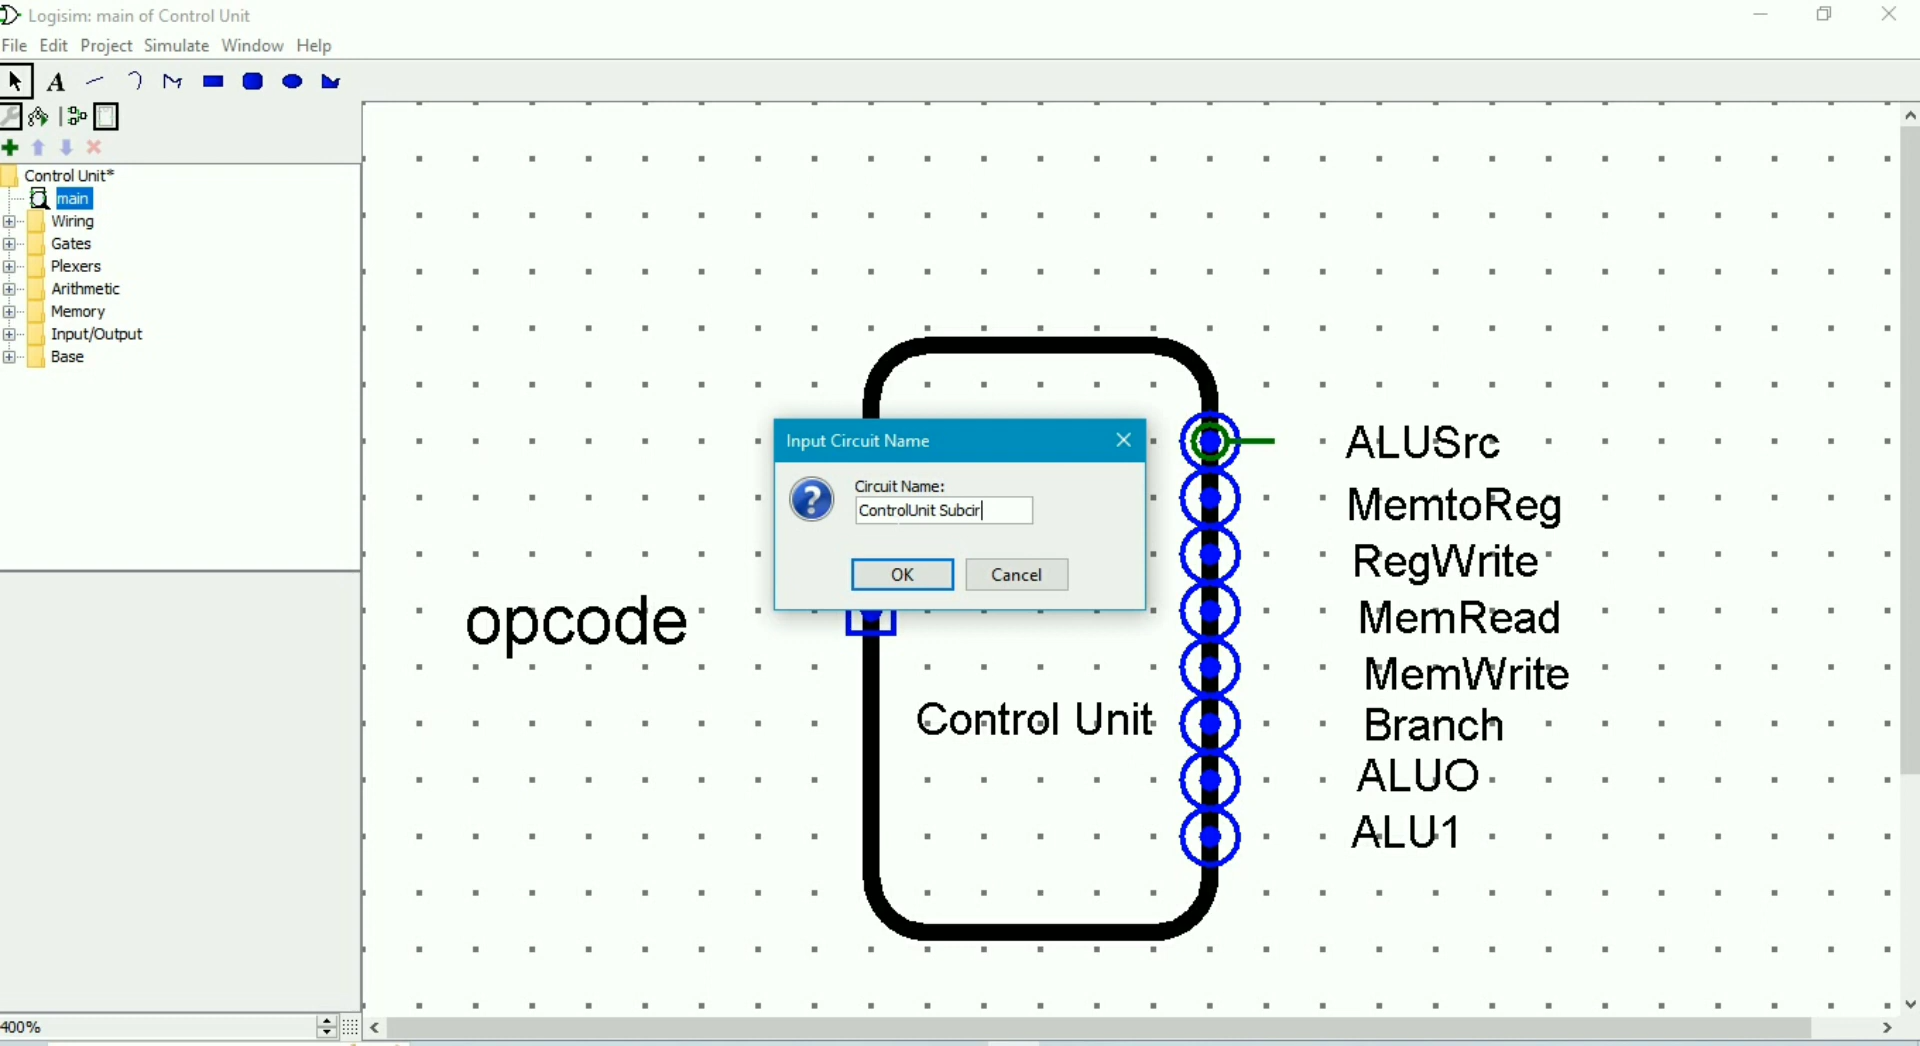 Logisim: main of Control Unit
File Edit Project Simulate Window Help
A
Control Unit*
main
Wiring
Gates
Plexers
Arithmetic
Memory
Input/Output
Base
Input Circuit Name
Circuit Name:
ControlUnit Subcir
OK Cancel
opcode
Control Unit
ALUSrc
MemtoReg
RegWrite
MemRead
MemWrite
Branch
ALUO
ALU1
400%